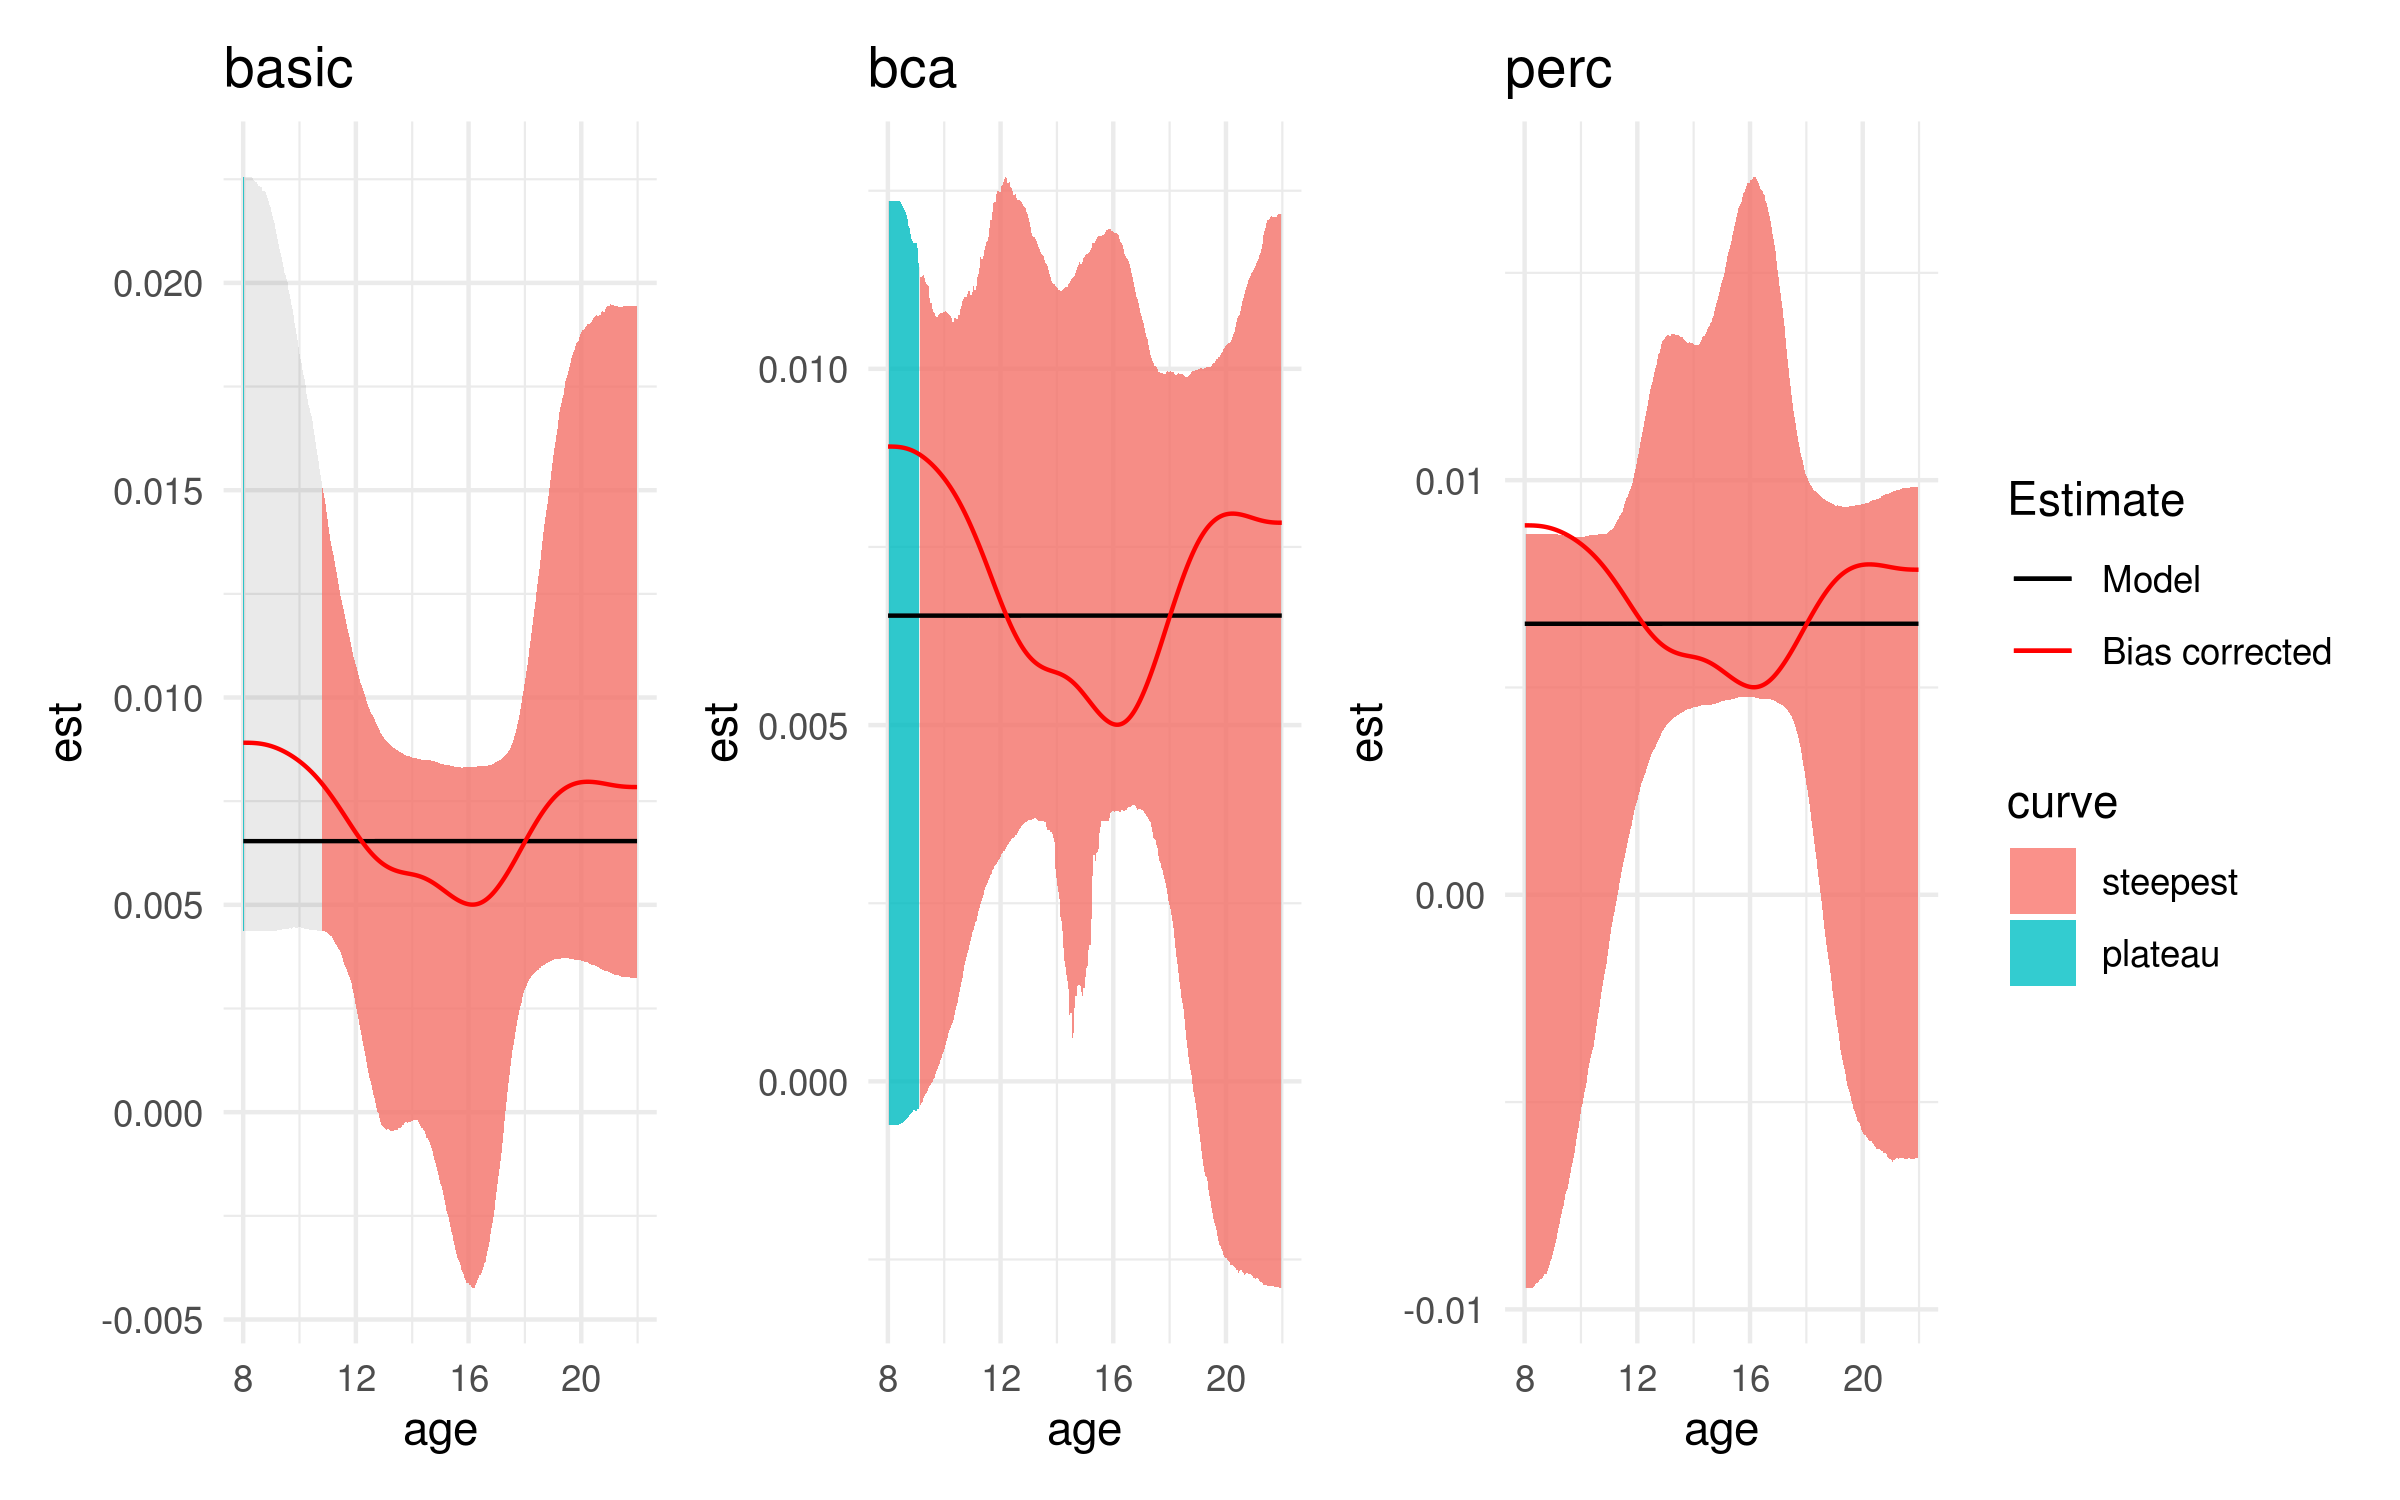 basic
bca
perc
est
0.020
0.015
0.010
0.005
0.000
-0.005
8 12 16 20
age
est
0.010
0.005
0.000
8 12 16 20
age
est
0.01
0.00
-0.01
8 12 16 20
age
Estimate
Model
Bias corrected
curve
steepest
plateau